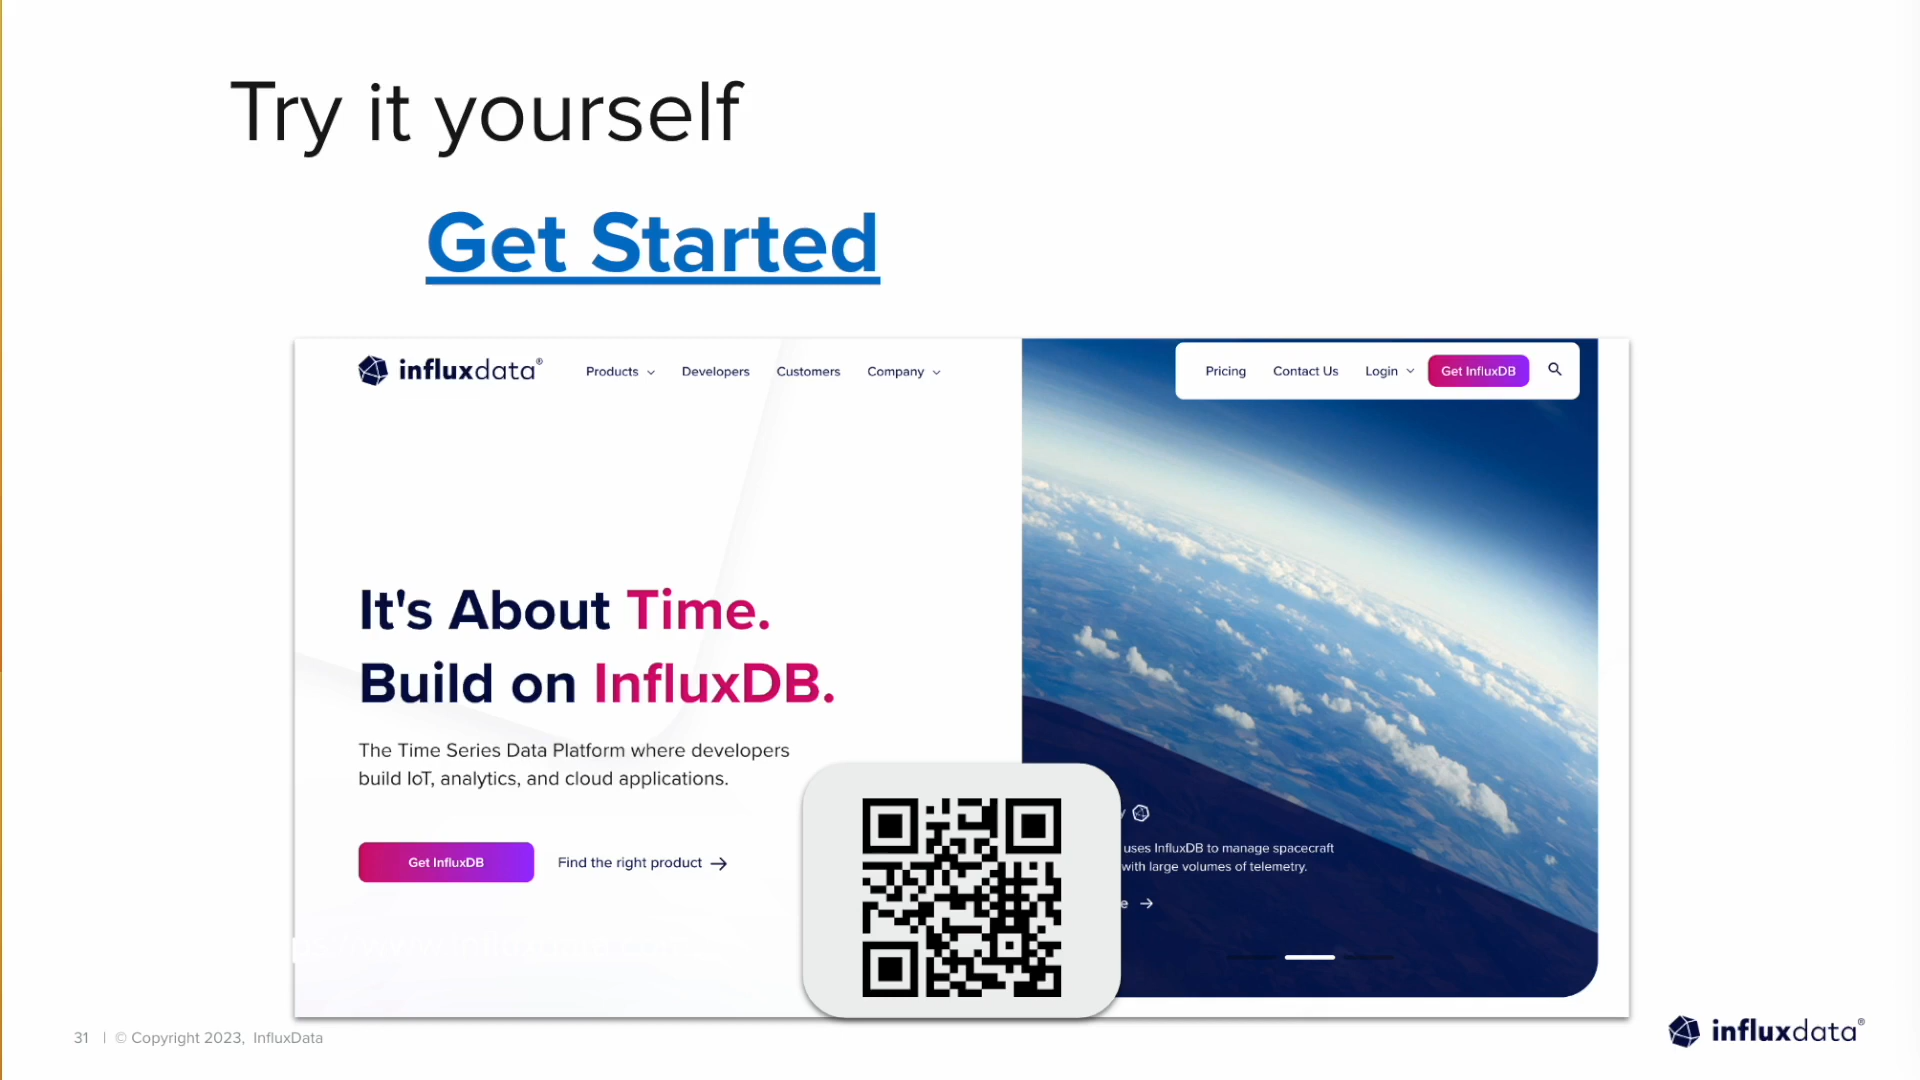 Try it yourself
Get Started
influxdata®
Products
Developers
Customers
Company
Pricing
Contact Us
Login
Get InfluxDB
It's About Time.
Build on InfluxDB.
The Time Series Data Platform where developers
build IoT, analytics, and cloud applications.
Get InfluxDB
Find the right product →
uses InfluxDB to manage spacecraft
with large volumes of telemetry.
31 | © Copyright 2023, InfluxData
influxdata®